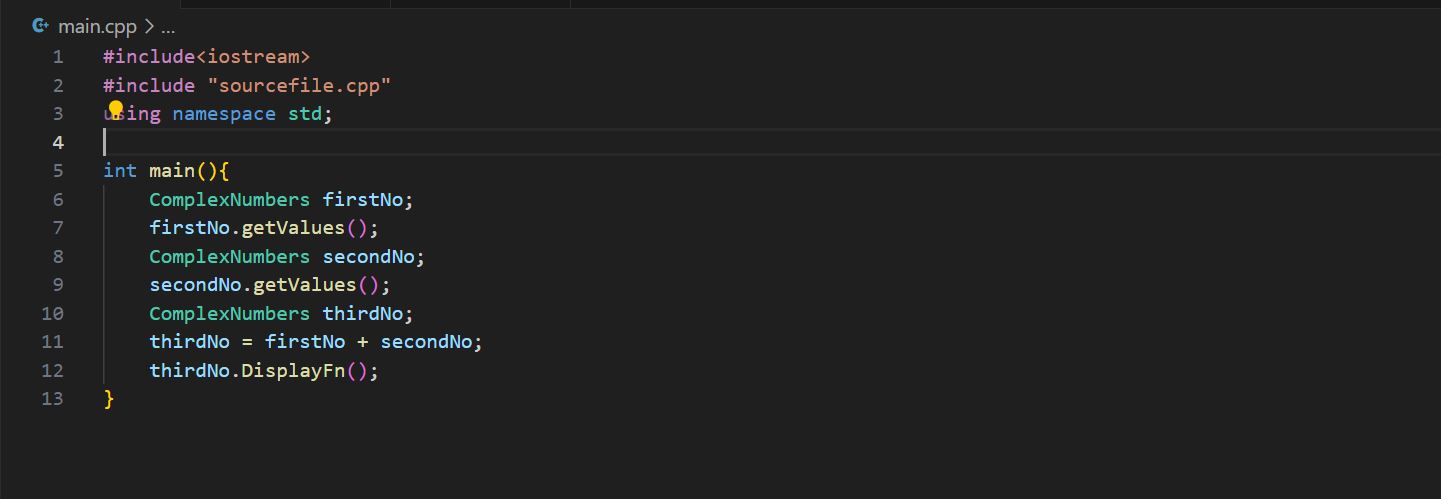 main.cpp > ...
1 #include<iostream>
2 #include "sourcefile.cpp"
3 using namespace std;
4
5 int main(){
6     ComplexNumbers firstNo;
7     firstNo.getValues();
8     ComplexNumbers secondNo;
9     secondNo.getValues();
10     ComplexNumbers thirdNo;
11     thirdNo = firstNo + secondNo;
12     thirdNo.DisplayFn();
13 }